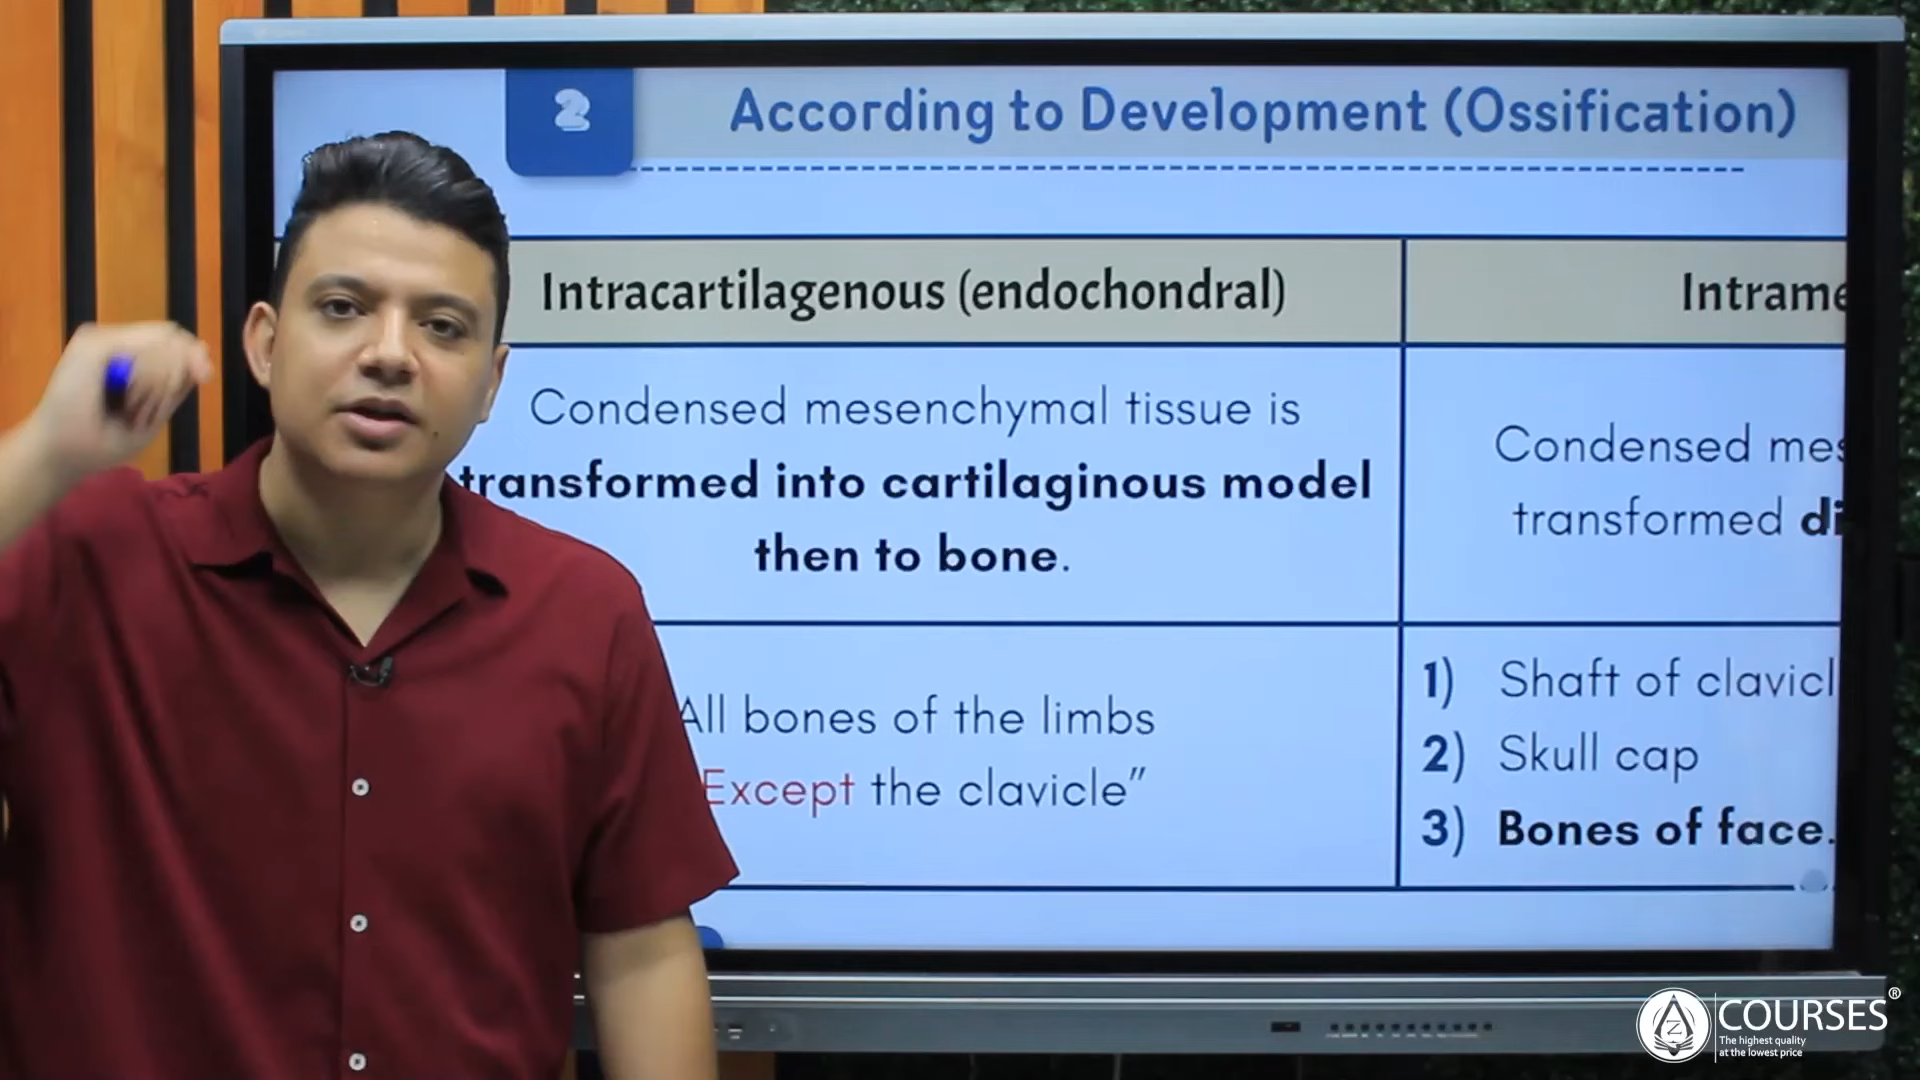 2
According to Development (Ossification)
Intracartilagenous (endochondral)
Condensed mesenchymal tissue is
transformed into cartilaginous model
then to bone.
All bones of the limbs
Except the clavicle”
Intrame
Condensed mes
transformed di
1) Shaft of clavicl
2) Skull cap
3) Bones of face.
COURSES®
The highest quality
at the lowest price